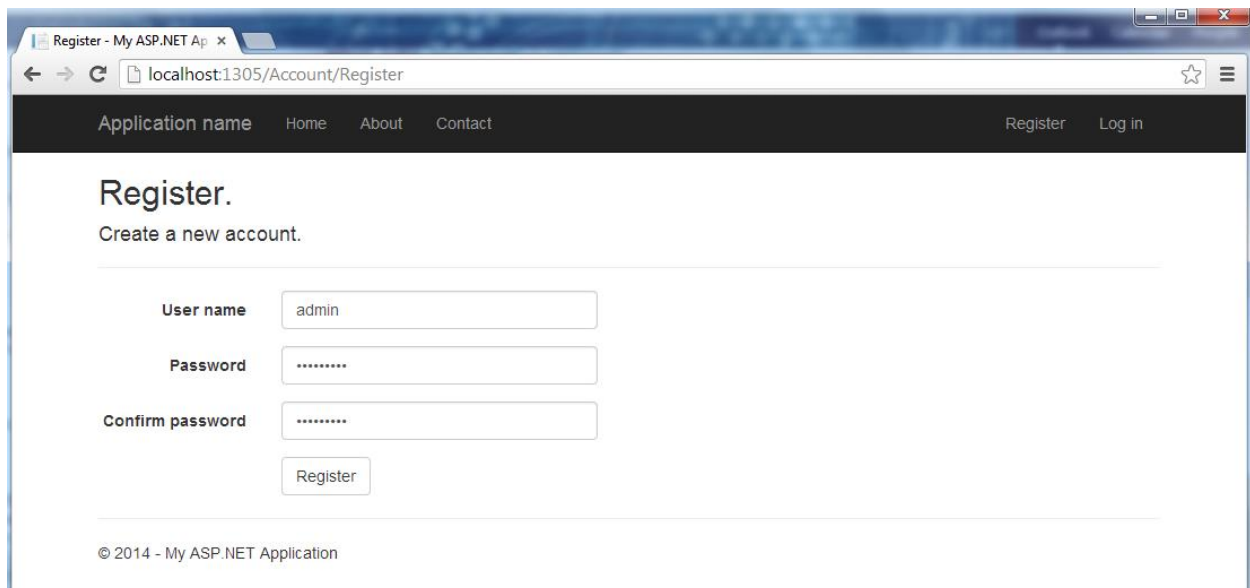 Register - My ASP.NET Ap
localhost:1305/Account/Register
Application name Home About Contact Register Log in
Register.
Create a new account.
User name admin
Password •••••••••
Confirm password •••••••••
Register
© 2014 - My ASP.NET Application